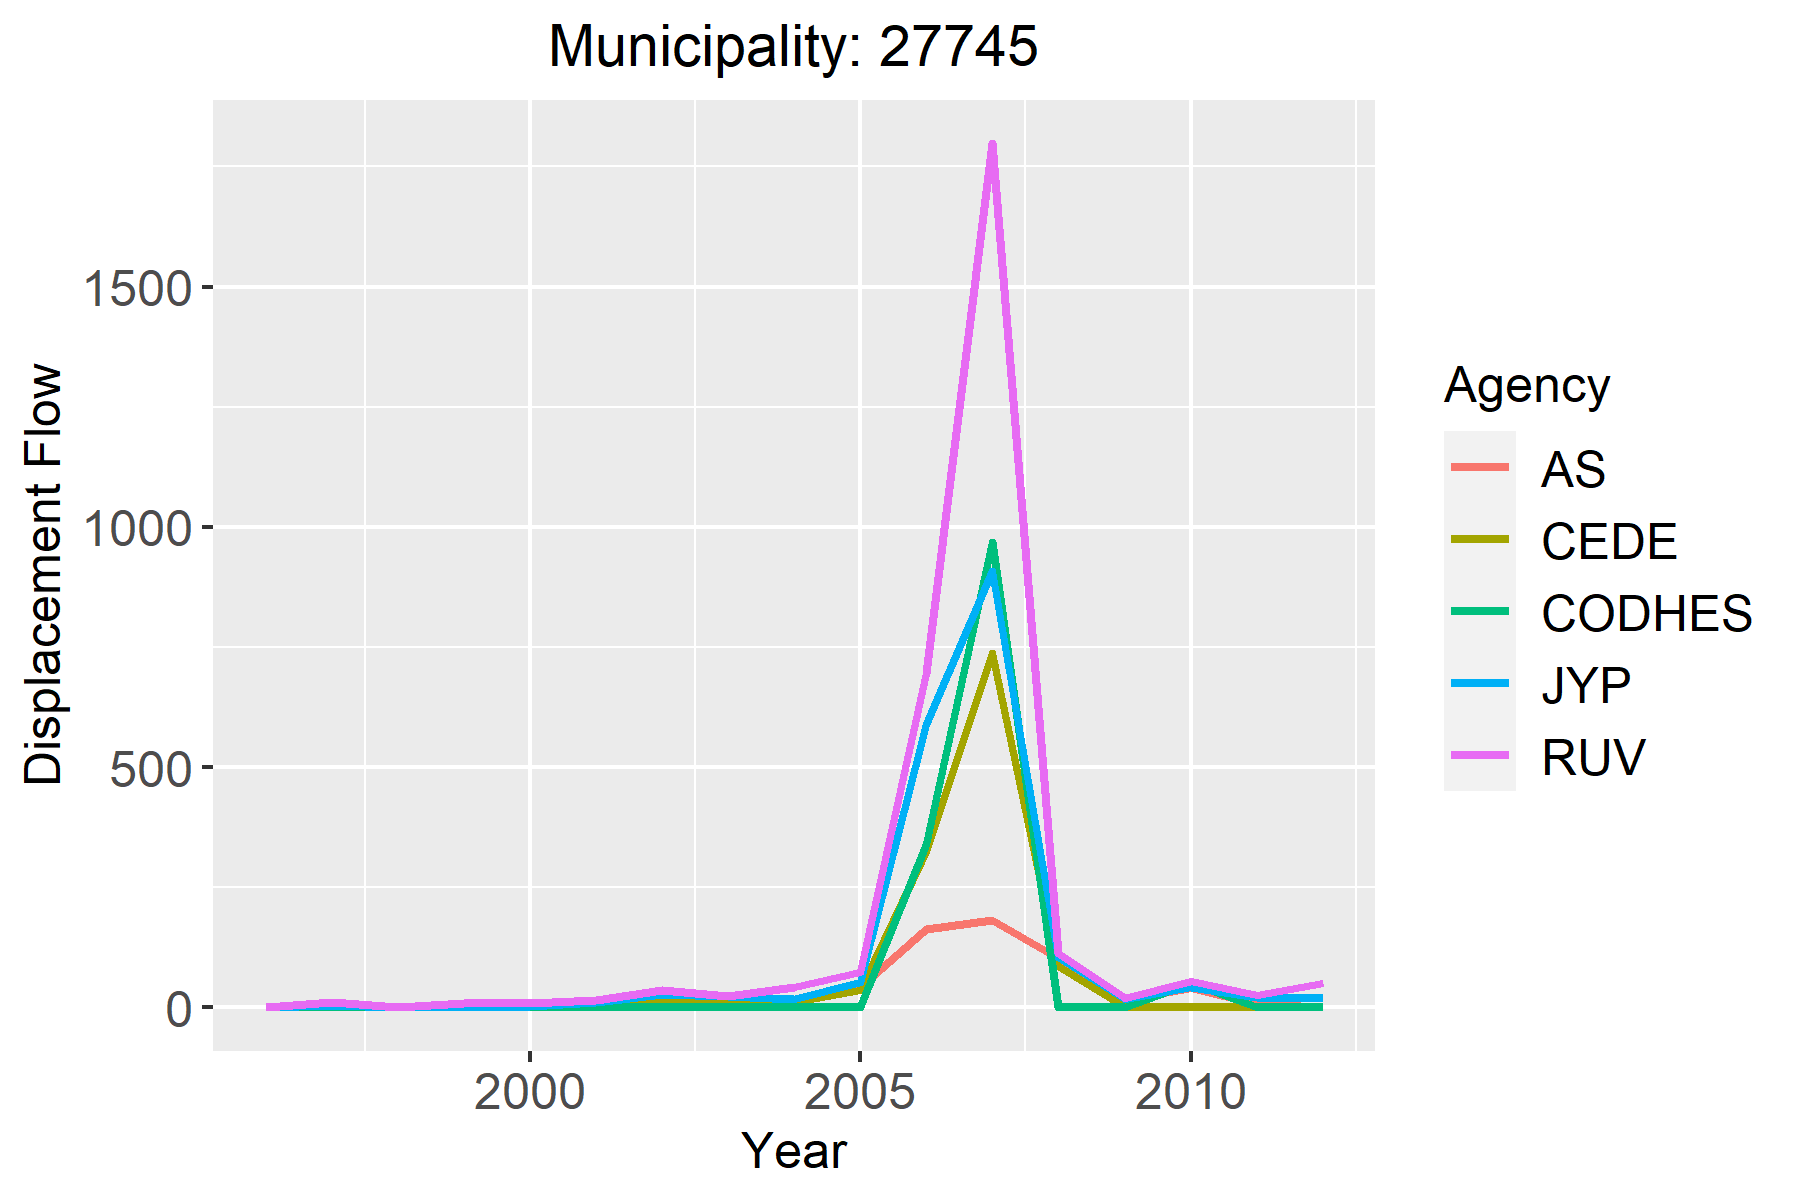 Municipality: 27745
Displacement Flow
1500
1000
500
0
2000 2005 2010
Year
Agency
AS
CEDE
CODHES
JYP
RUV